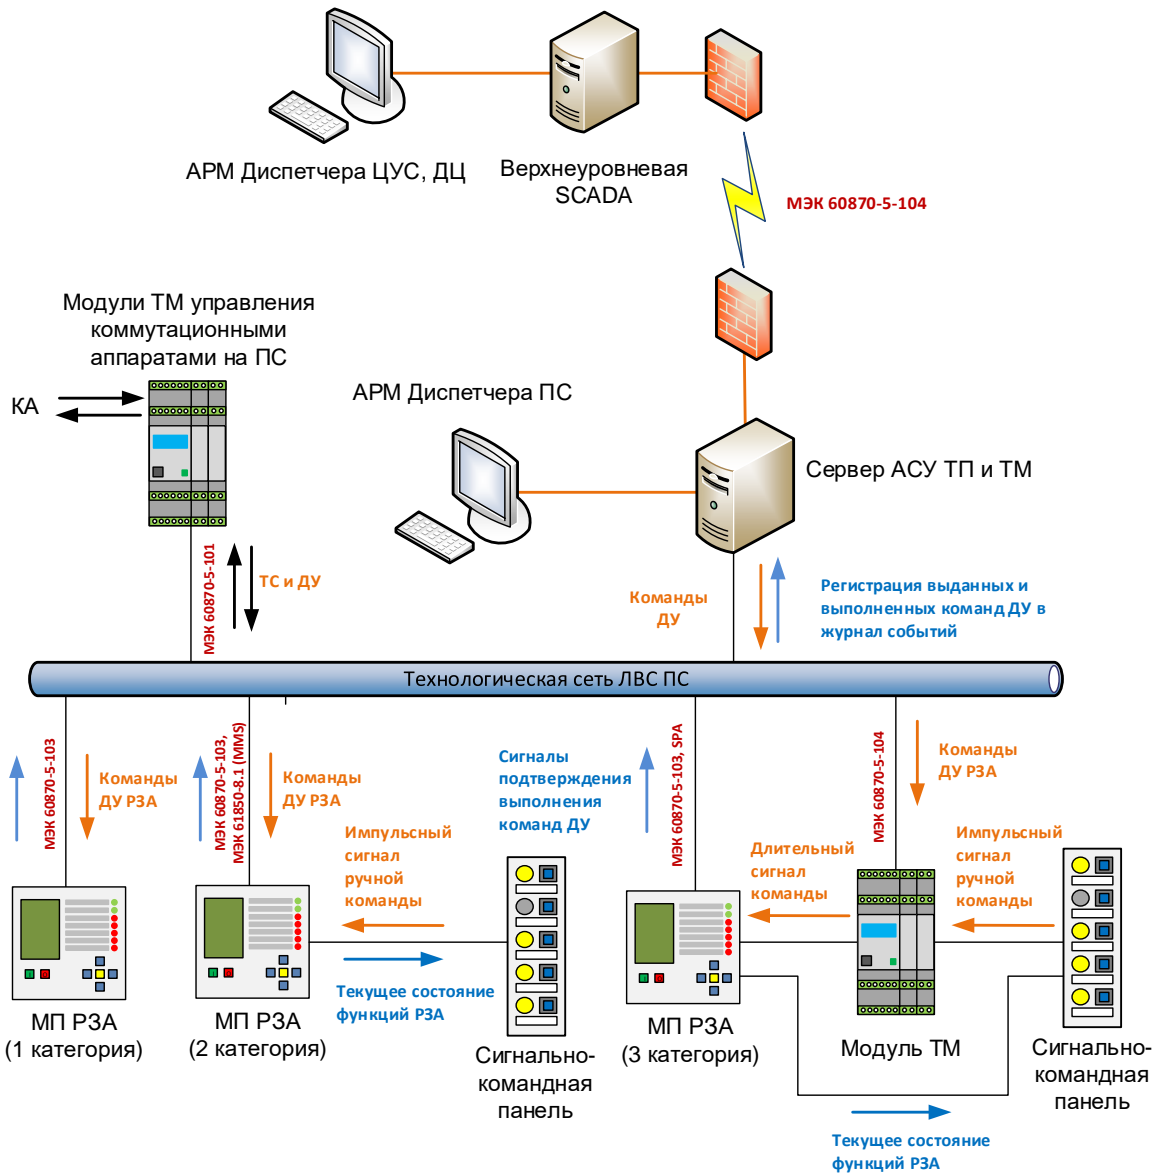 АРМ Диспетчера ЦУС, ДЦ
Верхнеуровневая
SCADA
МЭК 60870-5-104
Модули ТМ управления
коммутационными
аппаратами на ПС
КА
АРМ Диспетчера ПС
Сервер АСУ ТП и ТМ
МЭК 60870-5-101
ТС и ДУ
Команды
ДУ
Регистрация выданных и
выполненных команд ДУ в
журнал событий
Технологическая сеть ЛВС ПС
МЭК 60870-5-103
Команды
ДУ РЗА
МЭК 60870-5-103,
МЭК 61850-8.1 (MMS)
Команды
ДУ РЗА
Сигналы
подтверждения
выполнения
команд ДУ
МЭК 60870-5-103, SPA
МЭК 60870-5-104
Команды
ДУ РЗА
Импульсный
сигнал
ручной
команды
Длительный
сигнал
команды
Импульсный
сигнал
ручной
команды
Текущее состояние
функций РЗА
МП РЗА
(1 категория)
МП РЗА
(2 категория)
Сигнально-
командная
панель
МП РЗА
(3 категория)
Модуль ТМ
Сигнально-
командная
панель
Текущее состояние
функций РЗА